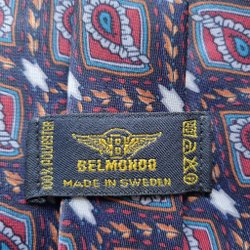 100% POLYESTER
B
BELMONDO
MADE IN SWEDEN